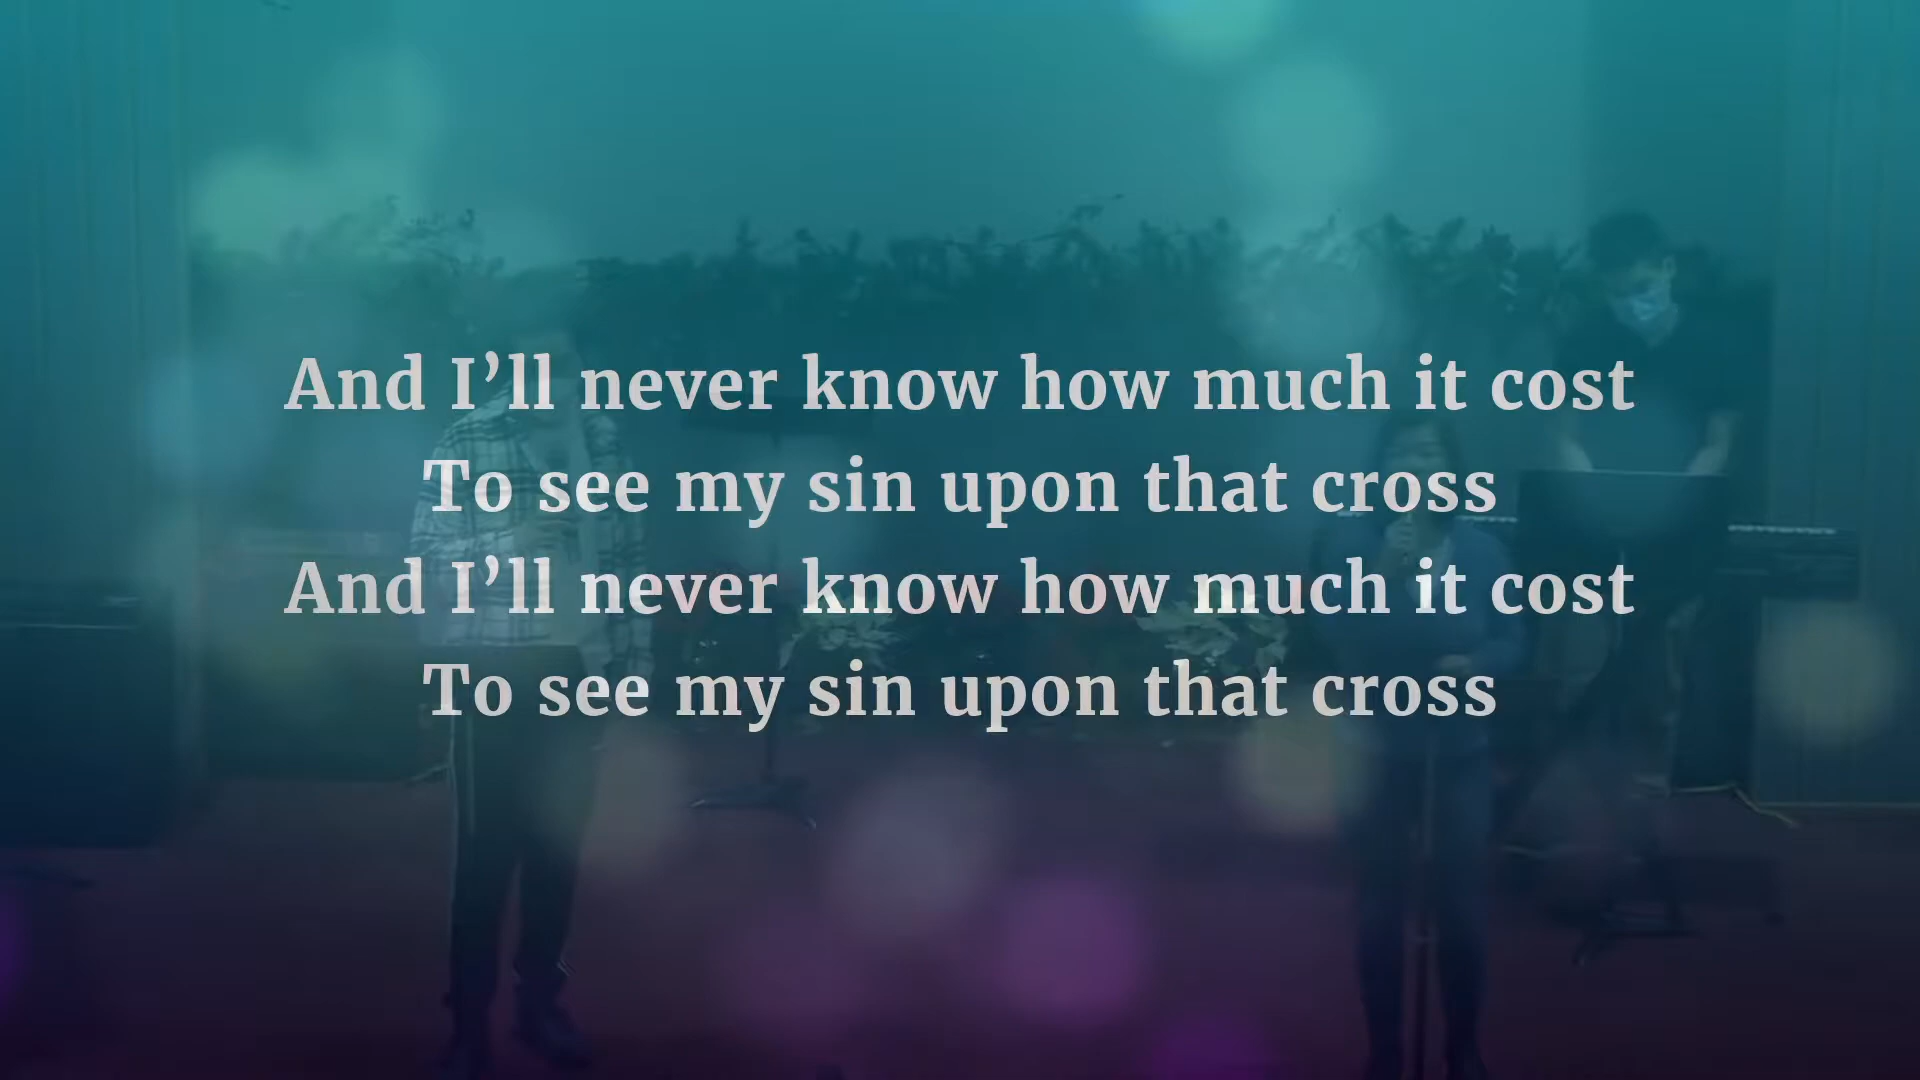 And I’ll never know how much it cost
To see my sin upon that cross
And I’ll never know how much it cost
To see my sin upon that cross